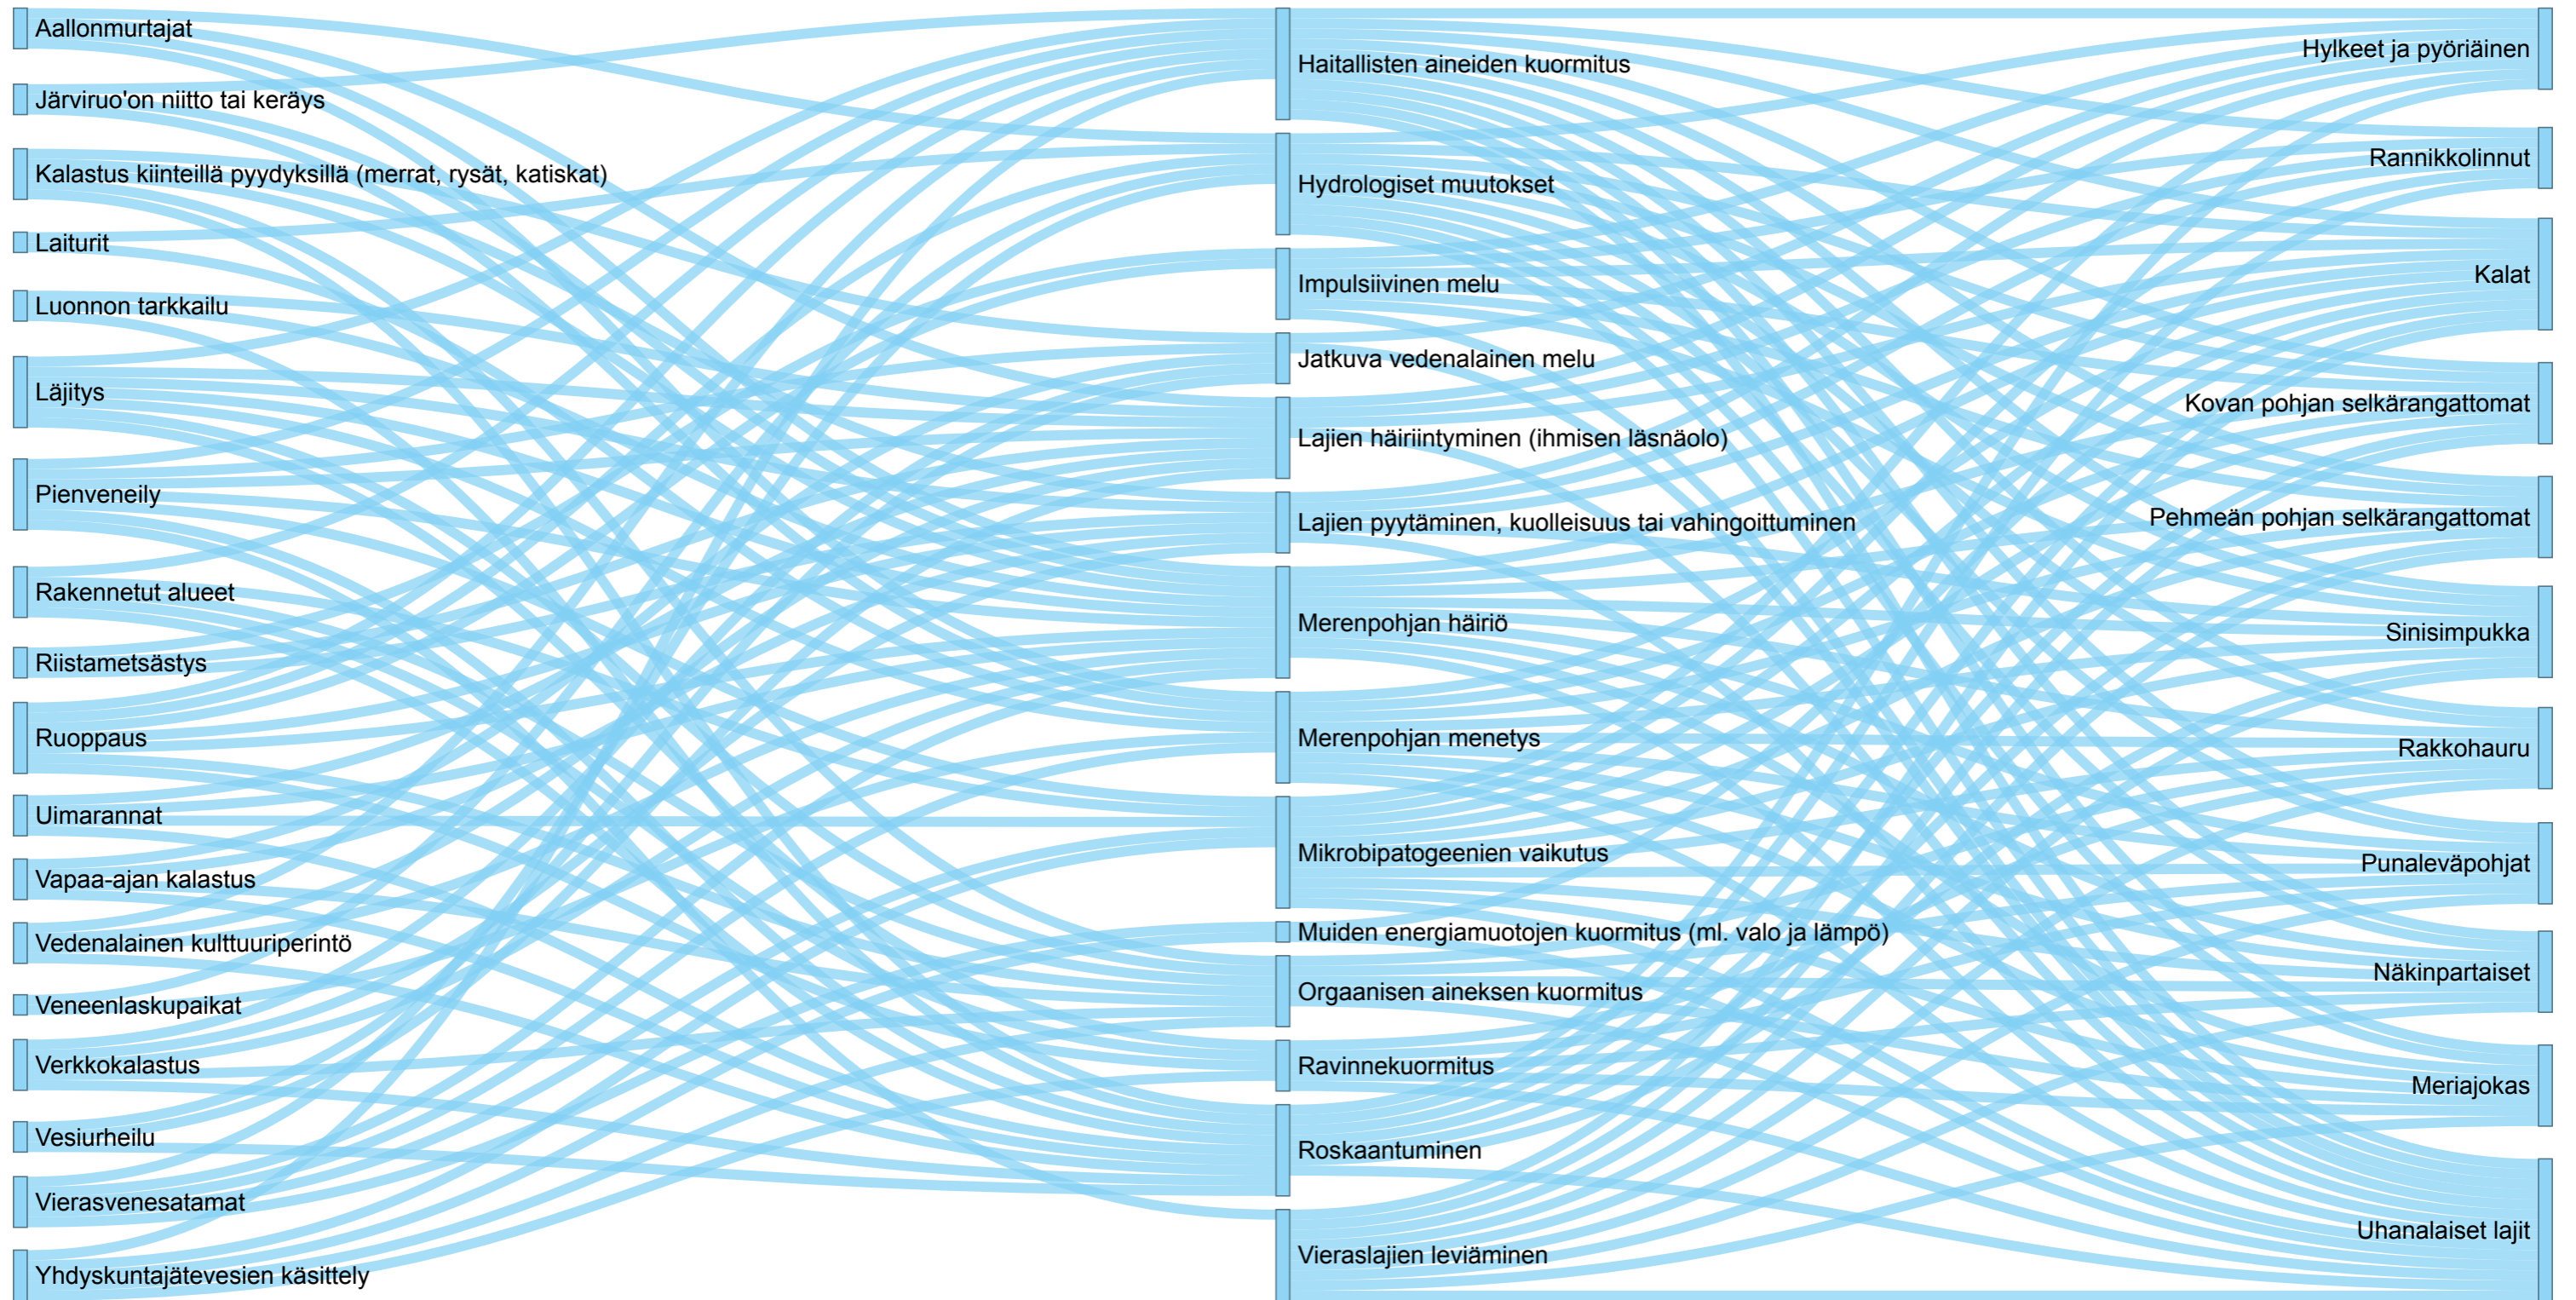 Aallonmurtajat
Järviruo'on niitto tai keräys
Kalastus kiinteillä pyydyksillä (merrat, rysät, katiskat)
Laiturit
Luonnon tarkkailu
Läjitys
Pienveneily
Rakennetut alueet
Riistametsästys
Ruoppaus
Uimarannat
Vapaa-ajan kalastus
Vedenalainen kulttuuriperintö
Veneenlaskupaikat
Verkkokalastus
Vesiurheilu
Vierasvenesatamat
Yhdyskuntajätevesien käsittely
Haitallisten aineiden kuormitus
Hydrologiset muutokset
Impulsiivinen melu
Jatkuva vedenalainen melu
Lajien häiriintyminen (ihmisen läsnäolo)
Lajien pyytäminen, kuolleisuus tai vahingoittuminen
Merenpohjan häiriö
Merenpohjan menetys
Mikrobipatogeenien vaikutus
Muiden energiamuotojen kuormitus (ml. valo ja lämpö)
Orgaanisen aineksen kuormitus
Ravinnekuormitus
Roskaantuminen
Vieraslajien leviäminen
Hylkeet ja pyöriäinen
Rannikkolinnut
Kalat
Kovan pohjan selkärangattomat
Pehmeän pohjan selkärangattomat
Sinisimpukka
Rakkohauru
Punaleväpohjat
Näkinpartaiset
Meriajokas
Uhanalaiset lajit